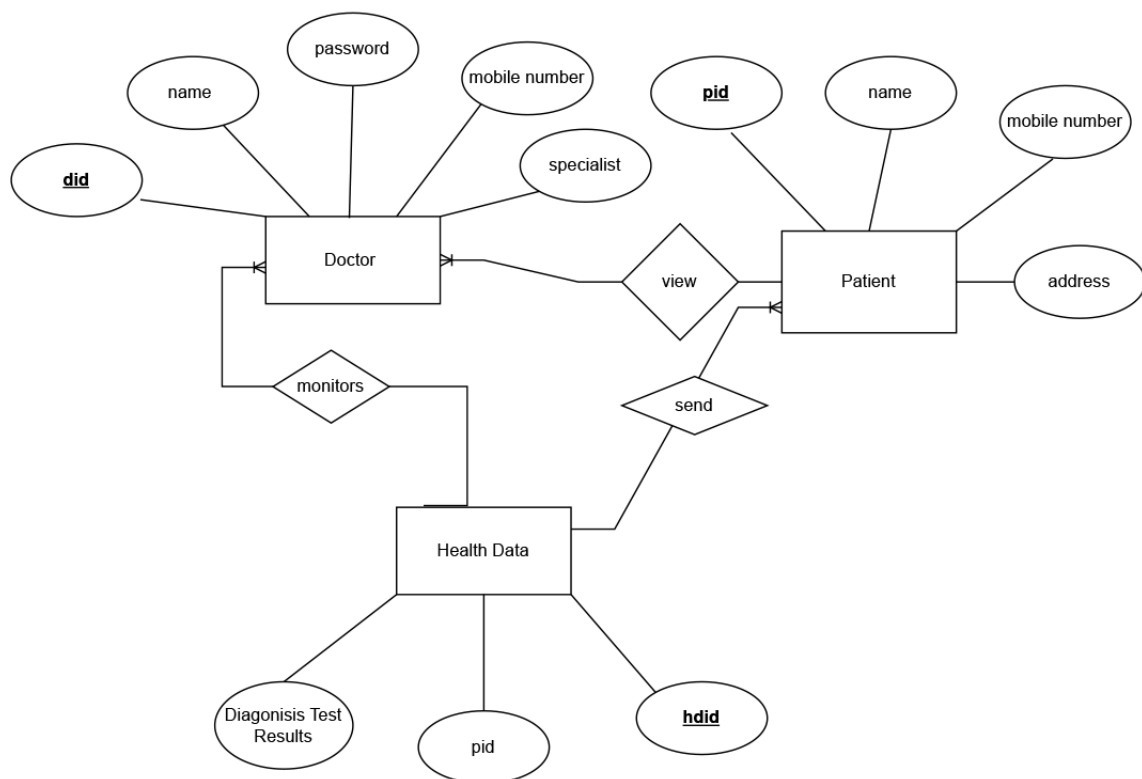 password
mobile number
name
pid
name
mobile number
did
specialist
Doctor
view
Patient
address
monitors
send
Health Data
Diagonisis Test
Results
pid
hdid